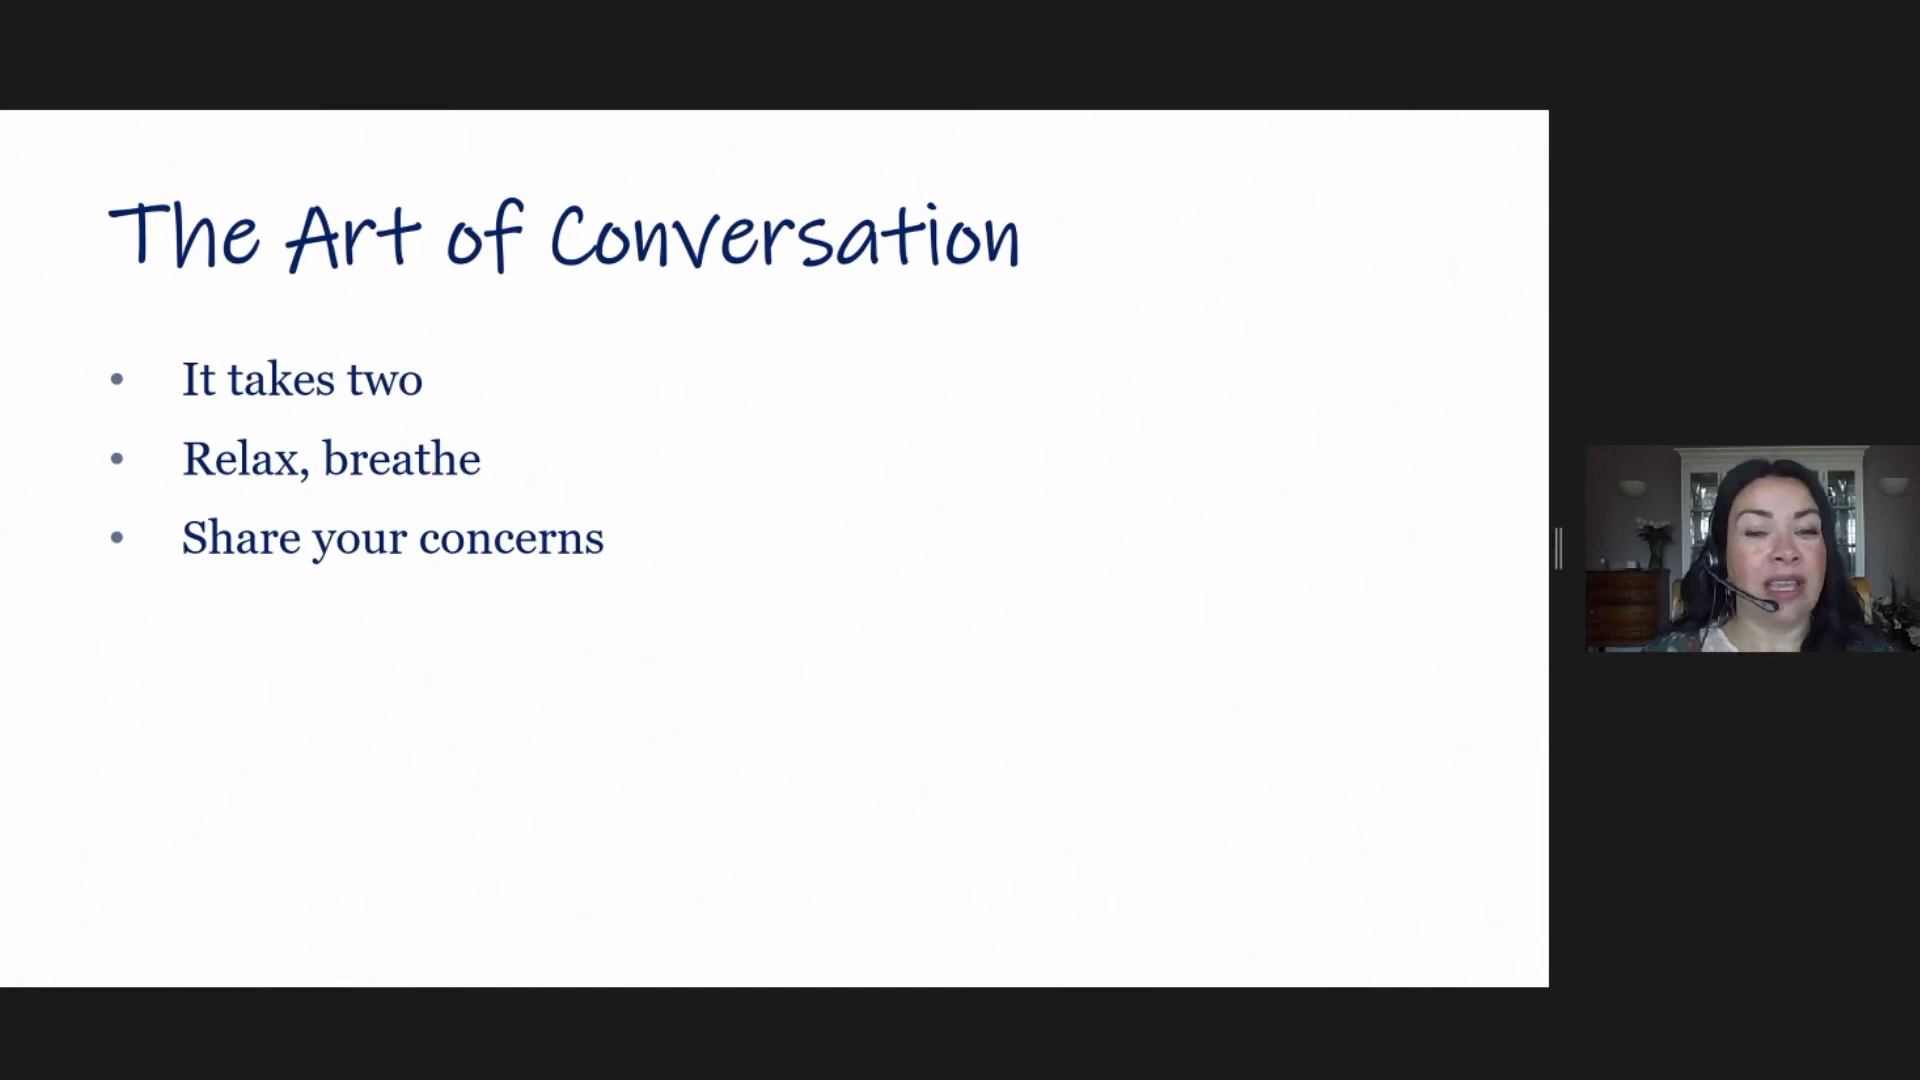 The Art of Conversation
• It takes two
• Relax, breathe
• Share your concerns